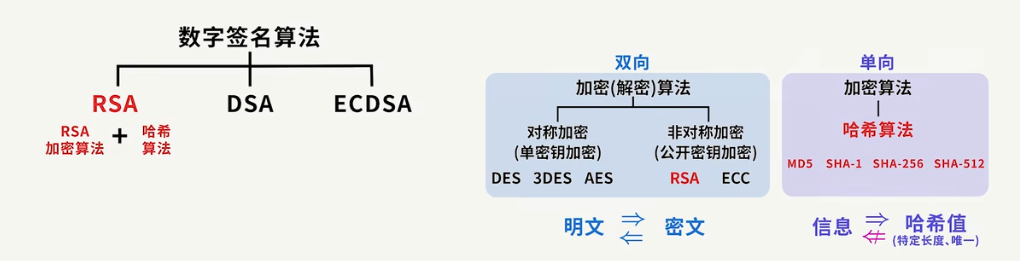 数字签名算法
RSA DSA ECDSA
RSA
加密算法
+
哈希
算法
双向
加密(解密)算法
对称加密
(单密钥加密)
DES 3DES AES
非对称加密
(公开密钥加密)
RSA ECC
明文 密文
单向
加密算法
哈希算法
MD5 SHA-1 SHA-256 SHA-512
信息 哈希值
(特定长度、唯一)